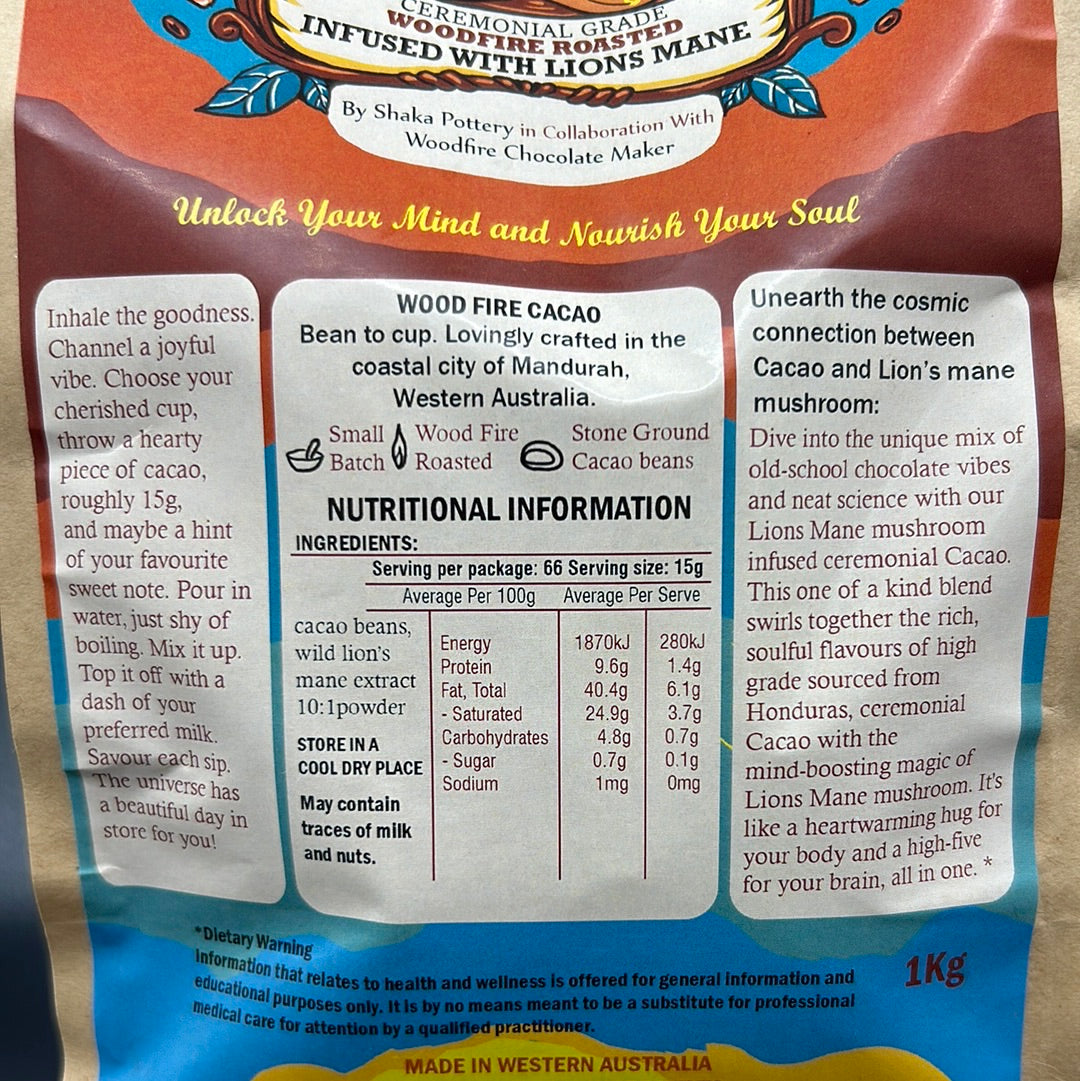 CEREMONIAL GRADE
WOODFIRE ROASTED
INFUSED WITH LIONS MANE
By Shaka Pottery in Collaboration With
Woodfire Chocolate Maker
Unlock Your Mind and Nourish Your Soul
Inhale the goodness.
Channel a joyful
vibe. Choose your
cherished cup,
throw a hearty
piece of cacao,
roughly 15g,
and maybe a hint
of your favourite
sweet note. Pour in
water, just shy of
boiling. Mix it up.
Top it off with a
dash of your
preferred milk.
Savour each sip.
The universe has
a beautiful day in
store for you!
WOOD FIRE CACAO
Bean to cup. Lovingly crafted in the
coastal city of Mandurah,
Western Australia.
Small Batch
Wood Fire Roasted
Stone Ground Cacao beans
NUTRITIONAL INFORMATION
INGREDIENTS:
Serving per package: 66 Serving size: 15g
Average Per 100g Average Per Serve
cacao beans,
wild lion's
mane extract
10:1powder
STORE IN A
COOL DRY PLACE
May contain
traces of milk
and nuts.
Energy 1870kJ 280kJ
Protein 9.6g 1.4g
Fat, Total 40.4g 6.1g
- Saturated 24.9g 3.7g
Carbohydrates 4.8g 0.7g
- Sugar 0.7g 0.1g
Sodium 1mg 0mg
Unearth the cosmic
connection between
Cacao and Lion's mane
mushroom:
Dive into the unique mix of
old-school chocolate vibes
and neat science with our
Lions Mane mushroom
infused ceremonial Cacao.
This one of a kind blend
swirls together the rich,
soulful flavours of high
grade sourced from
Honduras, ceremonial
Cacao with the
mind-boosting magic of
Lions Mane mushroom. It's
like a heartwarming hug for
your body and a high-five
for your brain, all in one. *
*Dietary Warning
Information that relates to health and wellness is offered for general information and
educational purposes only. It is by no means meant to be a substitute for professional
medical care for attention by a qualified practitioner.
1Kg
MADE IN WESTERN AUSTRALIA